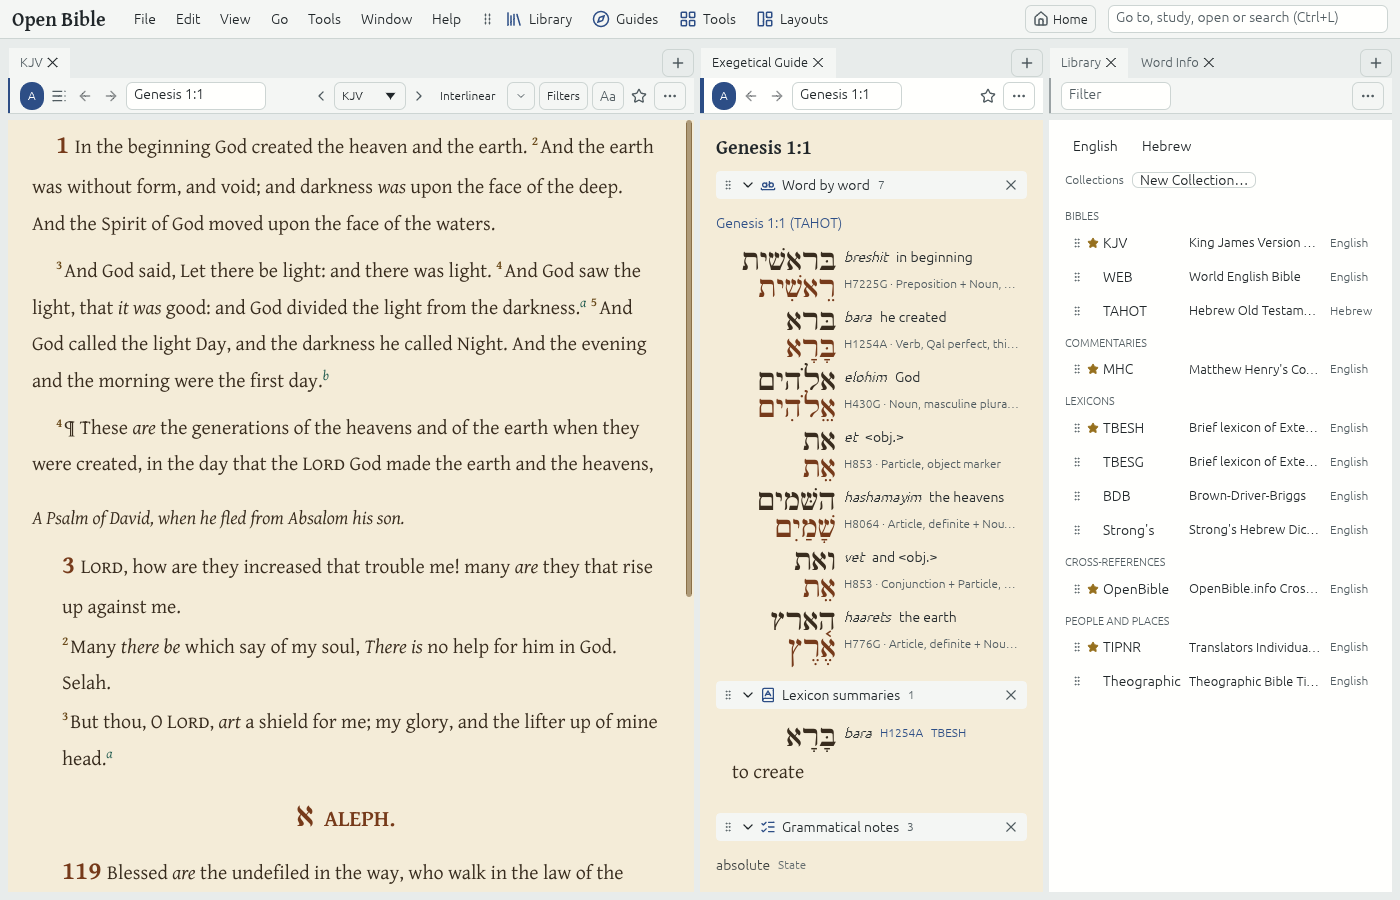 Open Bible File Edit View Go Tools Window Help Library Guides Tools Layouts Home Go to, study, open or search (Ctrl+L)
KJV
A Genesis 1:1 KJV Interlinear Filters Aa
1 In the beginning God created the heaven and the earth. 2 And the earth
was without form, and void; and darkness was upon the face of the deep.
And the Spirit of God moved upon the face of the waters.
3 And God said, Let there be light: and there was light. 4 And God saw the
light, that it was good: and God divided the light from the darkness.a 5 And
God called the light Day, and the darkness he called Night. And the evening
and the morning were the first day.b
4 ¶ These are the generations of the heavens and of the earth when they
were created, in the day that the LORD God made the earth and the heavens,
A Psalm of David, when he fled from Absalom his son.
3 LORD, how are they increased that trouble me! many are they that rise
up against me.
2 Many there be which say of my soul, There is no help for him in God.
Selah.
3 But thou, O LORD, art a shield for me; my glory, and the lifter up of mine
head.a
א ALEPH.
119 Blessed are the undefiled in the way, who walk in the law of the
Exegetical Guide
A Genesis 1:1
Genesis 1:1
Word by word 7
Genesis 1:1 (TAHOT)
בּראשׁית breshit in beginning
רֵאשִׁית H7225G · Preposition + Noun, …
בּרא bara he created
בָּרָא H1254A · Verb, Qal perfect, thi…
אלהים elohim God
אֱלֹהִים H430G · Noun, masculine plura…
את et <obj.>
אֵת H853 · Particle, object marker
השּׁמים hashamayim the heavens
שָׁמַיִם H8064 · Article, definite + Nou…
ואת vet and <obj.>
אֵת H853 · Conjunction + Particle, …
הארץ haarets the earth
אֶרֶץ H776G · Article, definite + Nou…
Lexicon summaries 1
בָּרָא bara H1254A TBESH
to create
Grammatical notes 3
absolute State
Library Word Info
Filter
English Hebrew
Collections New Collection…
BIBLES
KJV King James Version … English
WEB World English Bible English
TAHOT Hebrew Old Testam… Hebrew
COMMENTARIES
MHC Matthew Henry's Co… English
LEXICONS
TBESH Brief lexicon of Exte… English
TBESG Brief lexicon of Exte… English
BDB Brown-Driver-Briggs English
Strong's Strong's Hebrew Dic… English
CROSS-REFERENCES
OpenBible OpenBible.info Cros… English
PEOPLE AND PLACES
TIPNR Translators Individua… English
Theographic Theographic Bible Ti… English